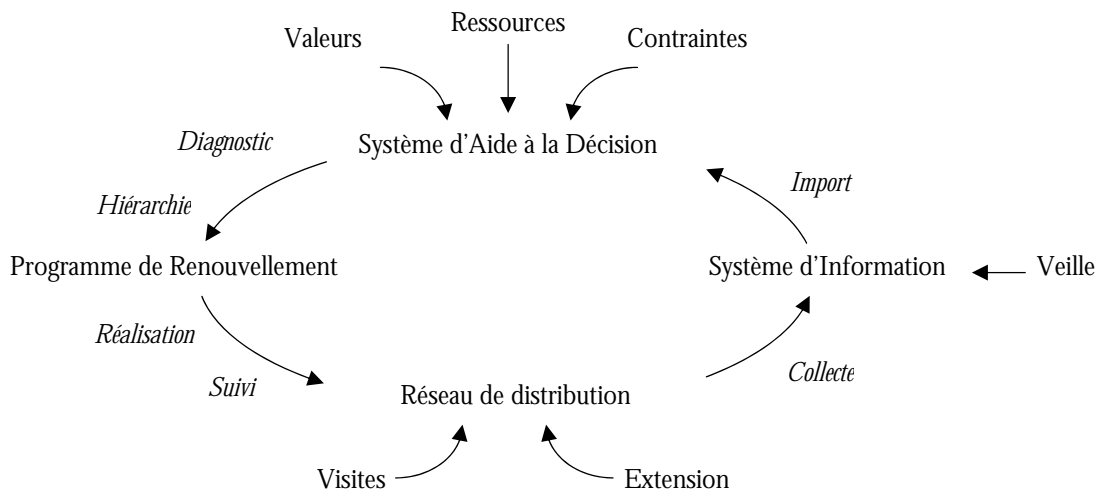 Ressources
Valeurs
Contraintes
Système d'Aide à la Décision
Diagnostic
Import
Hiérarchie
Programme de Renouvellement
Système d'Information
Veille
Réalisation
Suivi
Collecte
Réseau de distribution
Visites
Extension